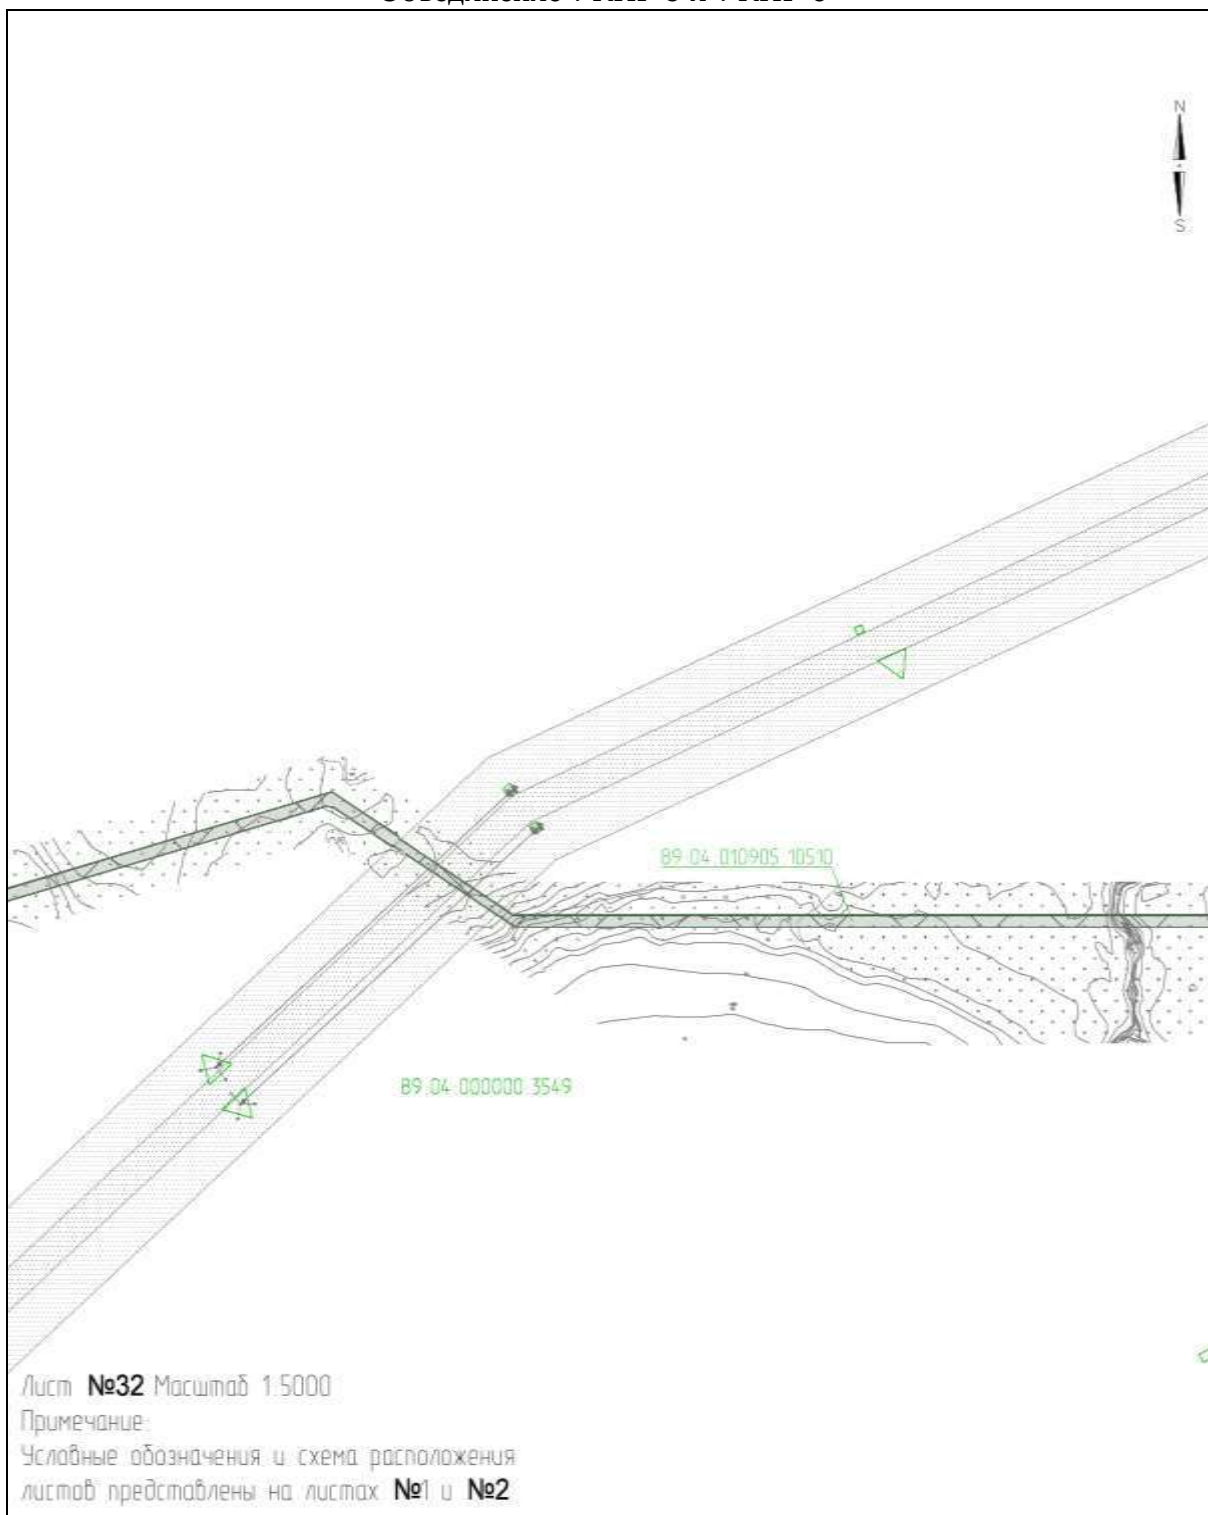 N
S
89 04 010905 10510
89 04 000000 3549
Лист №32 Масштаб 1:5000
Примечание:
Условные обозначения и схема расположения
листов представлены на листах №1 и №2